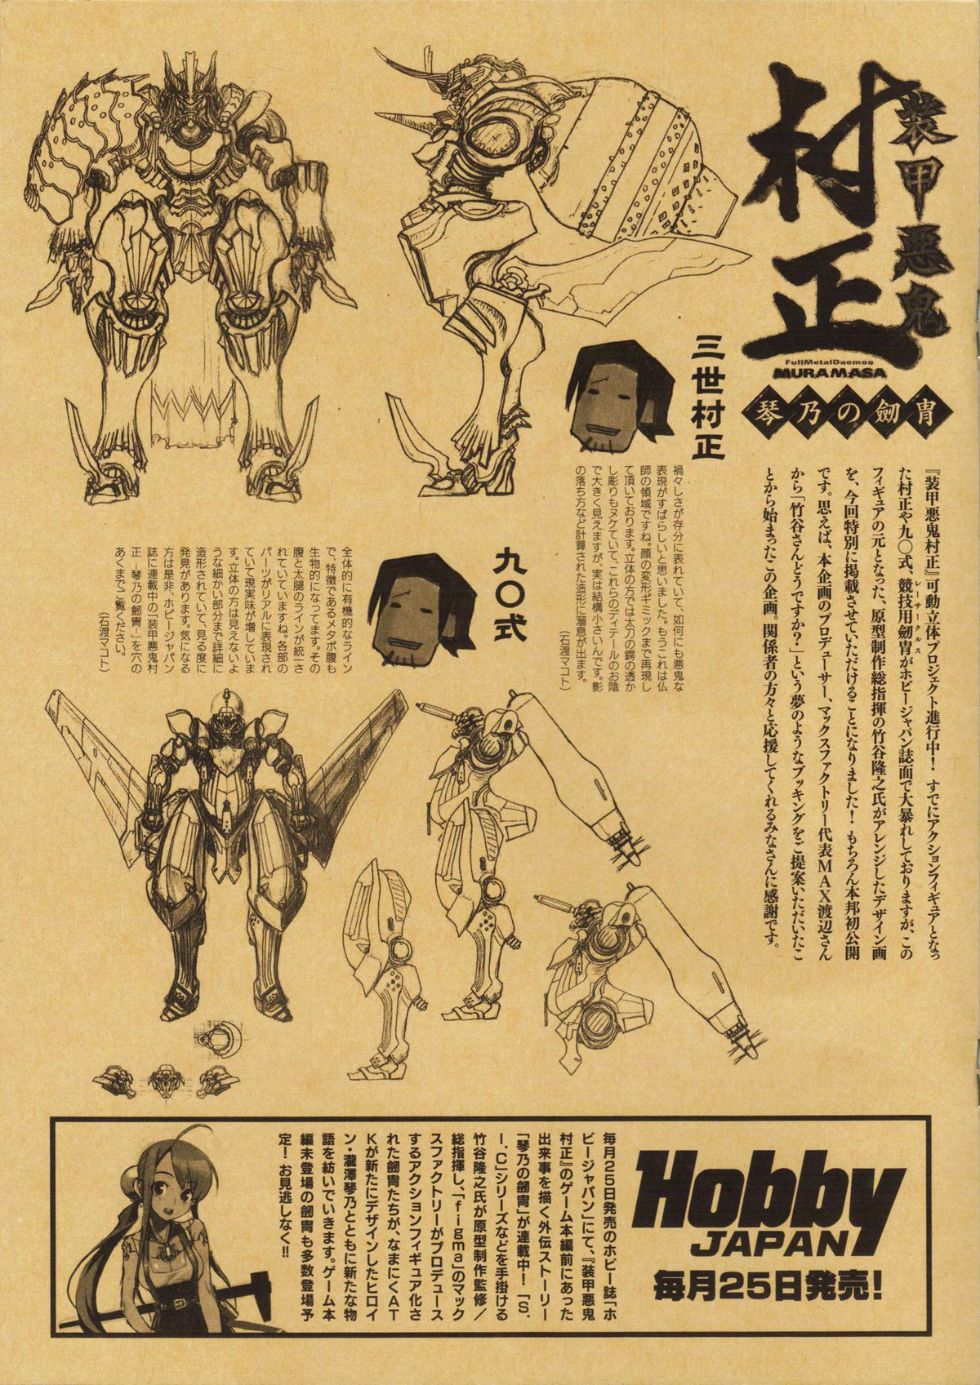 装甲悪鬼
村正
FullMetalDaemon
MURAMASA
琴乃の劒冑
『装甲悪鬼村正』可動立体プロジェクト進行中！　すでにアクションフィギュアとなっ
た村正や九〇式、競技用劒冑がホビージャパン誌面で大暴れしておりますが、この
レーサークルス
フィギュアの元となった、原型制作総指揮の竹谷隆之氏がアレンジしたデザイン画
を、今回特別に掲載させていただけることになりました！　もちろん本邦初公開
です。思えば、本企画のプロデューサー、マックスファクトリー代表MAX渡辺さん
から「竹谷さんどうですか？」という夢のようなブッキングをご提案いただいたこ
とから始まったこの企画。関係者の方々と応援してくれるみなさんに感謝です。
三世村正
禍々しさが存分に表れていて、如何にも悪鬼な
表現がすばらしいと思いました。もうこれは仏
師の領域ですね。顔の変形ギミックまで再現し
て頂いております。立体の方では太刀の鍔の透か
し彫りもヌケていて、これらのディテールのお陰
で大きく見えますが、実は結構小さいんです。影
の落ち方など計算された造形に溜息が出ます。
（石渡マコト）
九〇式
全体的に有機的なライン
で、特徴であるメタボ腹も
生物的になってます。その
腹と太腿のラインが統一さ
れていていますね。各部の
パーツがリアルに表現され
ていて現実味が増していま
す。立体の方は見えないよ
うな細かい部分まで詳細に
造形されていて、見る度に
発見があります。気になる
方は是非、ホビージャパン
誌に連載中の「装甲悪鬼村
正―琴乃の劒冑―」を穴の
あくまでご覧ください。
（石渡マコト）
Hobby
JAPAN
毎月25日発売！
毎月25日発売のホビー誌『ホ
ビージャパン』にて、『装甲悪鬼
村正』のゲーム本編前にあった
出来事を描く外伝ストーリー
「琴乃の劒冑」が連載中！　「S.
I.C」シリーズなどを手掛ける
竹谷隆之氏が原型制作監修／
総指揮し、「figma」のマック
スファクトリーがプロデュース
するアクションフィギュア化さ
れた劒冑たちが、なまにくAT
Kが新たにデザインしたヒロイ
ン・瀧澤琴乃とともに新たな物
語を紡いでいきます。ゲーム本
編未登場の劒冑も多数登場予
定！お見逃しなく！！